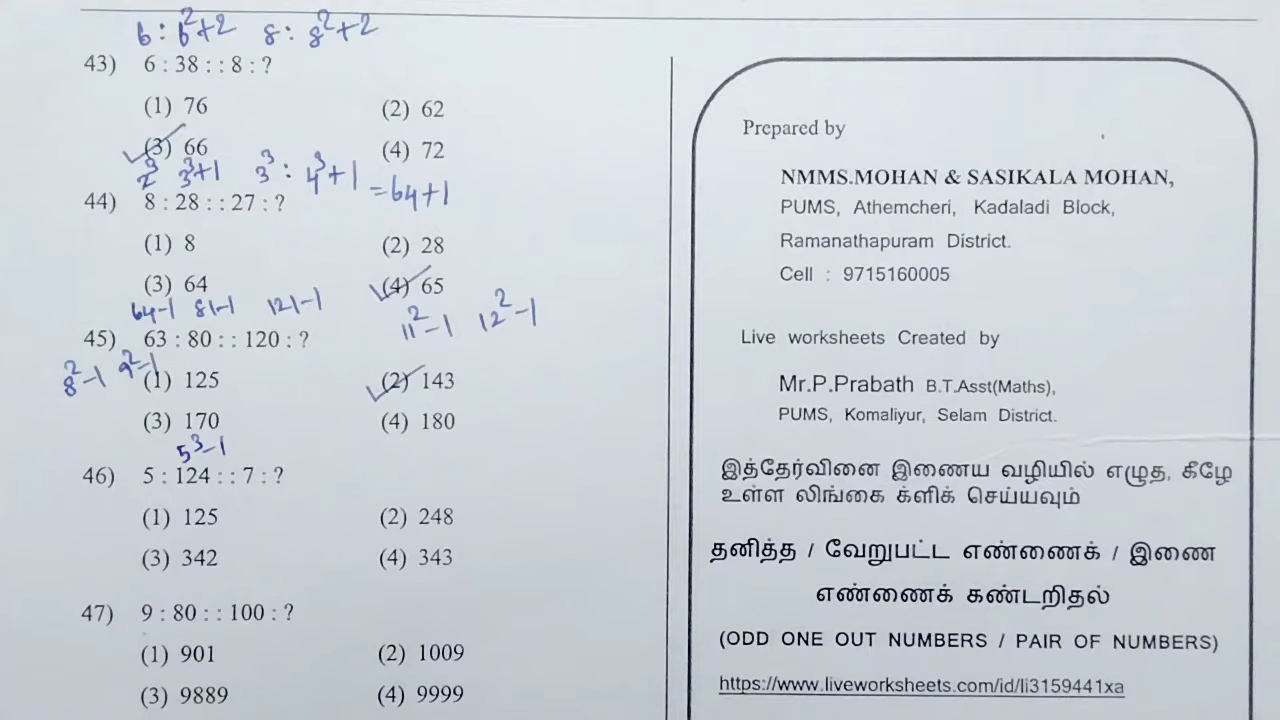 6 : 6²+2 8 : 8²+2
43) 6 : 38 : : 8 : ?
(1) 76 (2) 62
(3) 66 (4) 72
2³ 3³+1 3³ : 4³+1 = 64+1
44) 8 : 28 : : 27 : ?
(1) 8 (2) 28
(3) 64 (4) 65
64-1 81-1 121-1 11²-1 12²-1
45) 63 : 80 : : 120 : ?
8²-1 9²-1
(1) 125 (2) 143
(3) 170 (4) 180
5³-1
46) 5 : 124 : : 7 : ?
(1) 125 (2) 248
(3) 342 (4) 343
47) 9 : 80 : : 100 : ?
(1) 901 (2) 1009
(3) 9889 (4) 9999
Prepared by
NMMS.MOHAN & SASIKALA MOHAN,
PUMS, Athemcheri, Kadaladi Block,
Ramanathapuram District.
Cell : 9715160005
Live worksheets Created by
Mr.P.Prabath B.T.Asst(Maths),
PUMS, Komaliyur, Selam District.
இத்தேர்வினை இணைய வழியில் எழுத, கீழே
உள்ள லிங்கை க்ளிக் செய்யவும்
தனித்த / வேறுபட்ட எண்ணைக் / இணை
எண்ணைக் கண்டறிதல்
(ODD ONE OUT NUMBERS / PAIR OF NUMBERS)
https://www.liveworksheets.com/id/li3159441xa